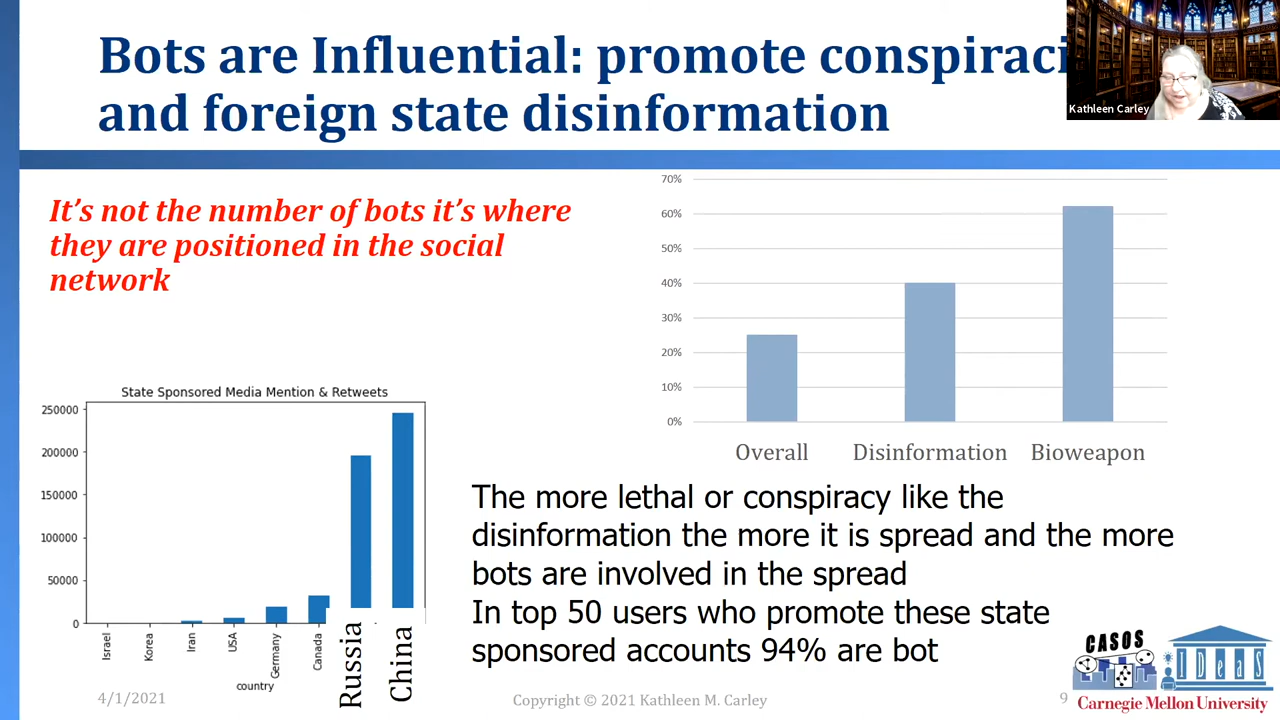 Bots are Influential: promote conspiraci
and foreign state disinformation
Kathleen Carley
It's not the number of bots it's where
they are positioned in the social
network
70%
60%
50%
40%
30%
20%
10%
0%
Overall
Disinformation
Bioweapon
State Sponsored Media Mention & Retweets
250000
200000
150000
100000
50000
0
Israel
Korea
Iran
USA
Germany
Canada
Russia
China
country
The more lethal or conspiracy like the
disinformation the more it is spread and the more
bots are involved in the spread
In top 50 users who promote these state
sponsored accounts 94% are bot
CASOS
IDeaS
Carnegie Mellon University
4/1/2021
Copyright © 2021 Kathleen M. Carley
9